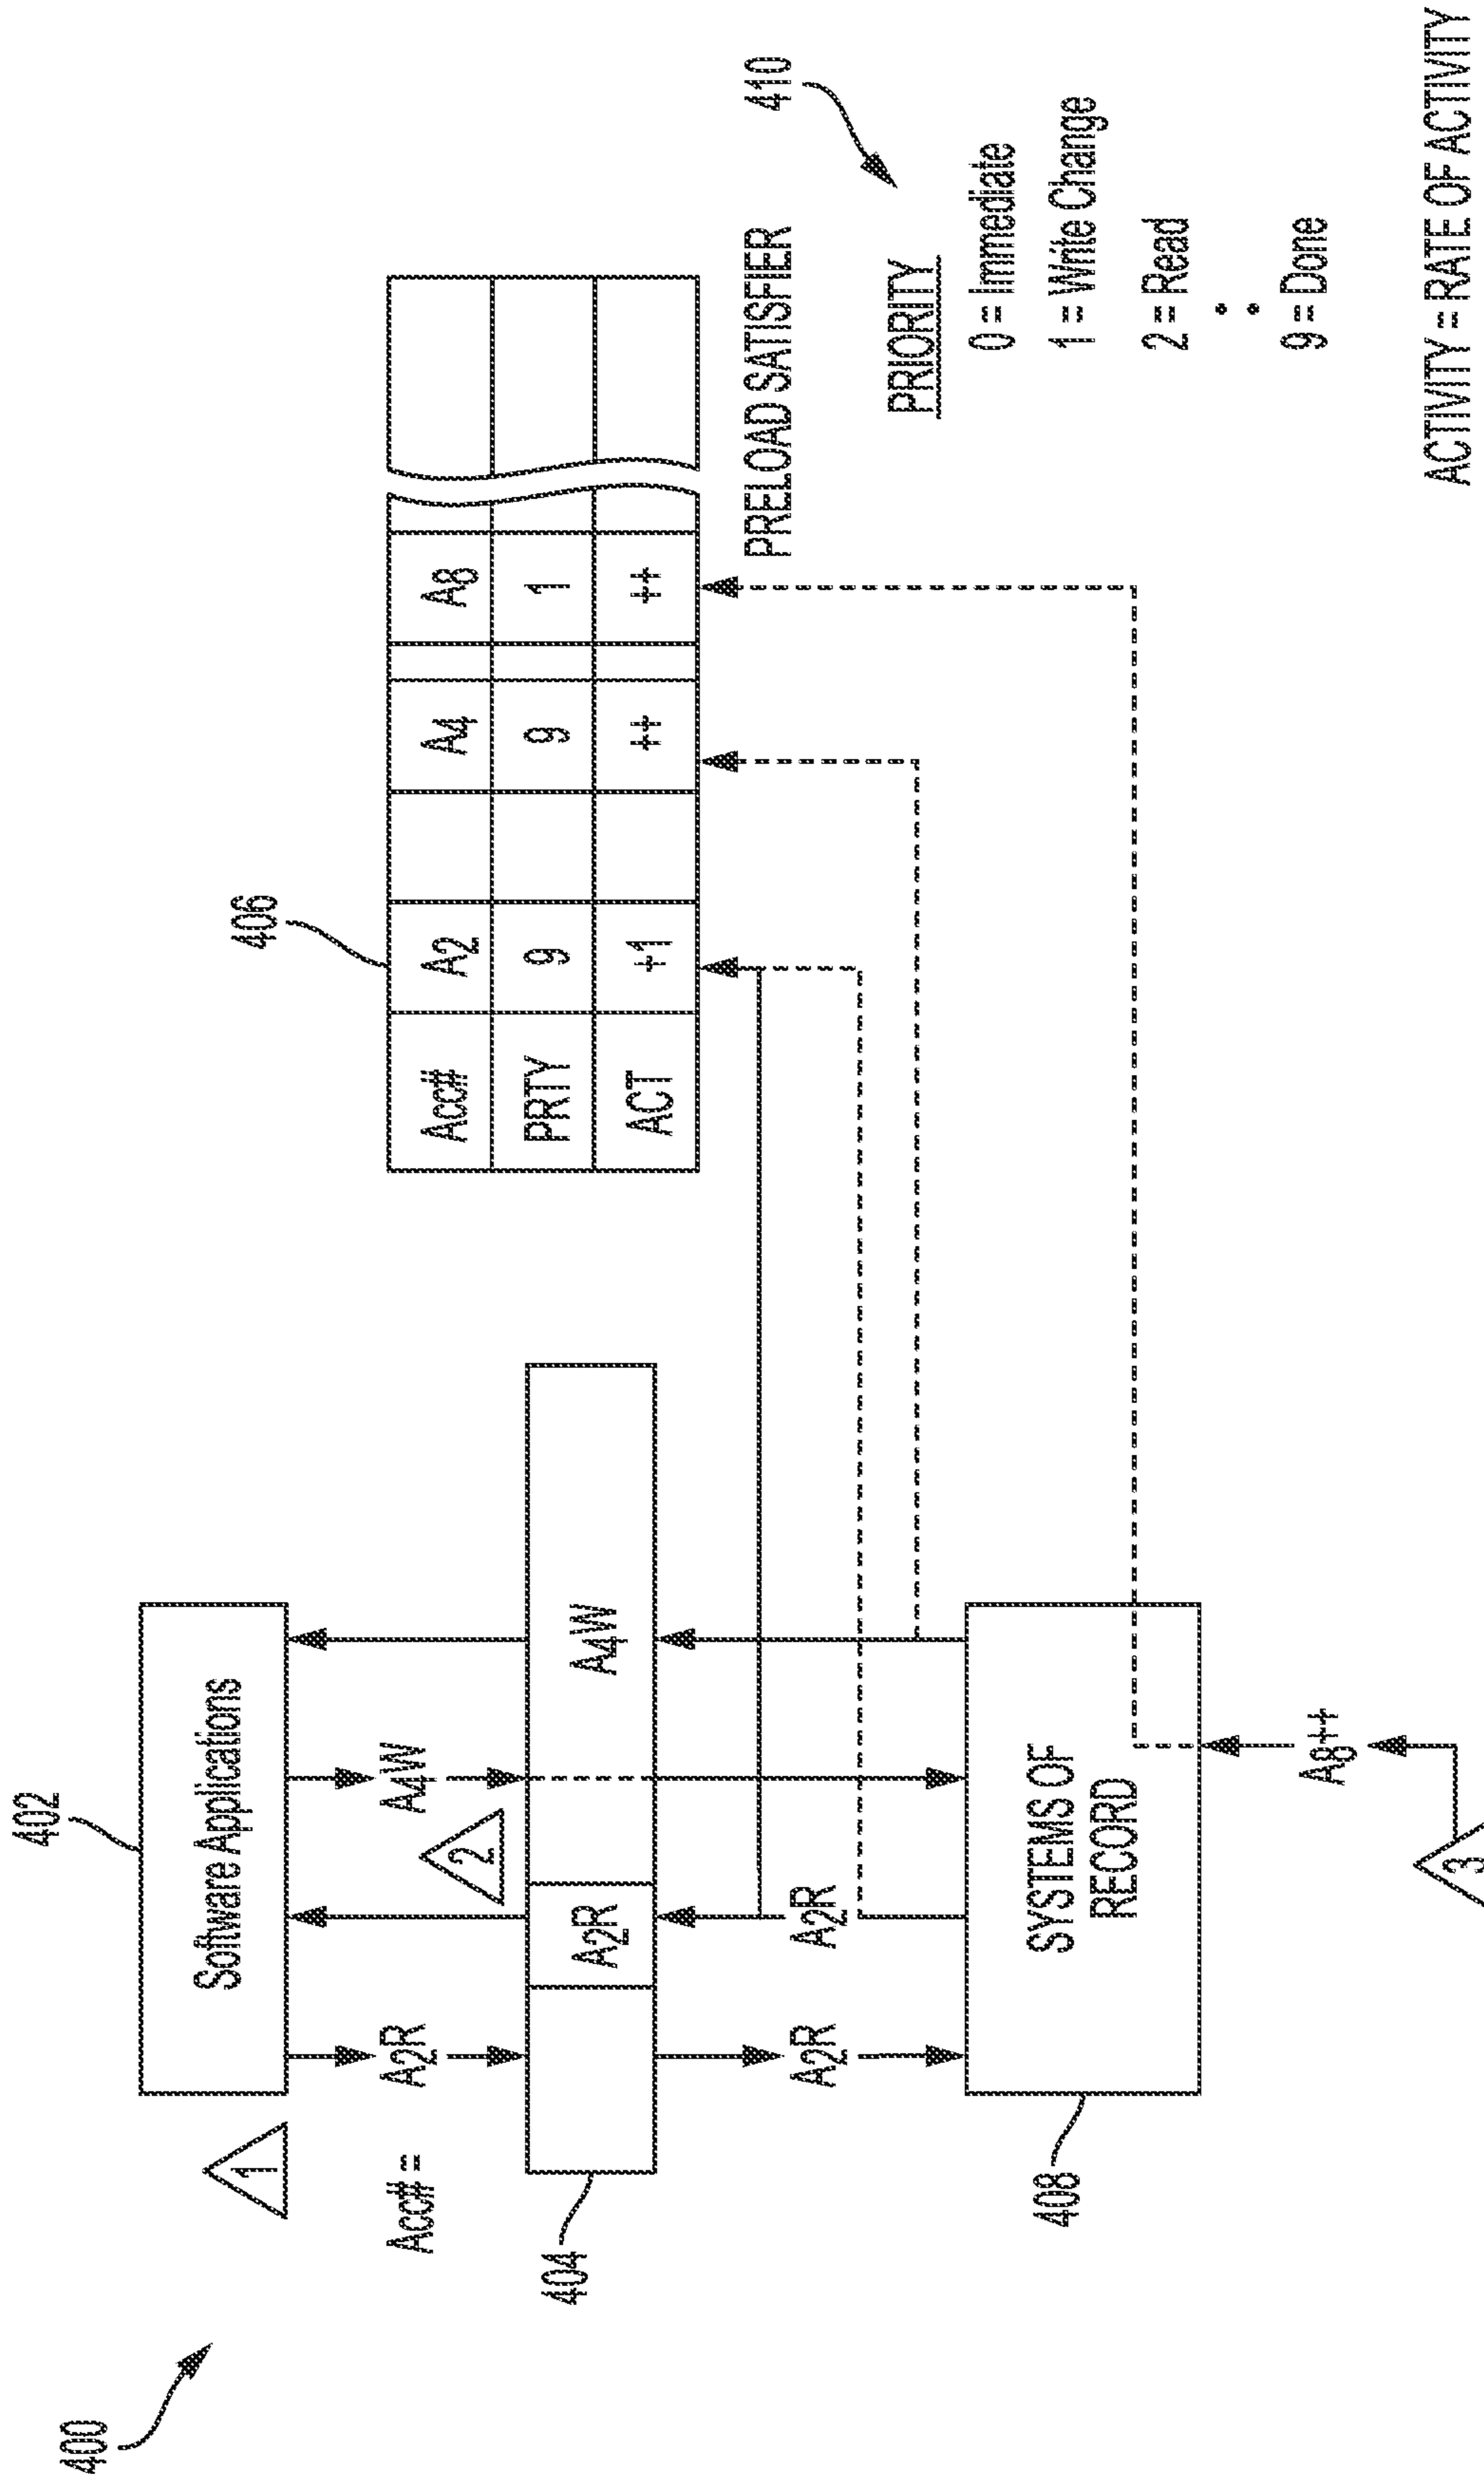 400
402
Software Applications
1
Acc# =
A2R
A4W
2
404
A2R
A4W
A2R
A2R
408
SYSTEMS OF
RECORD
A8++
3
406
Acc# A2 A4 A8
PRTY 9 9 1
ACT +1 ++ ++
PRELOAD SATISFIER
410
PRIORITY
0 = Immediate
1 = Write Change
2 = Read
9 = Done
ACTIVITY = RATE OF ACTIVITY